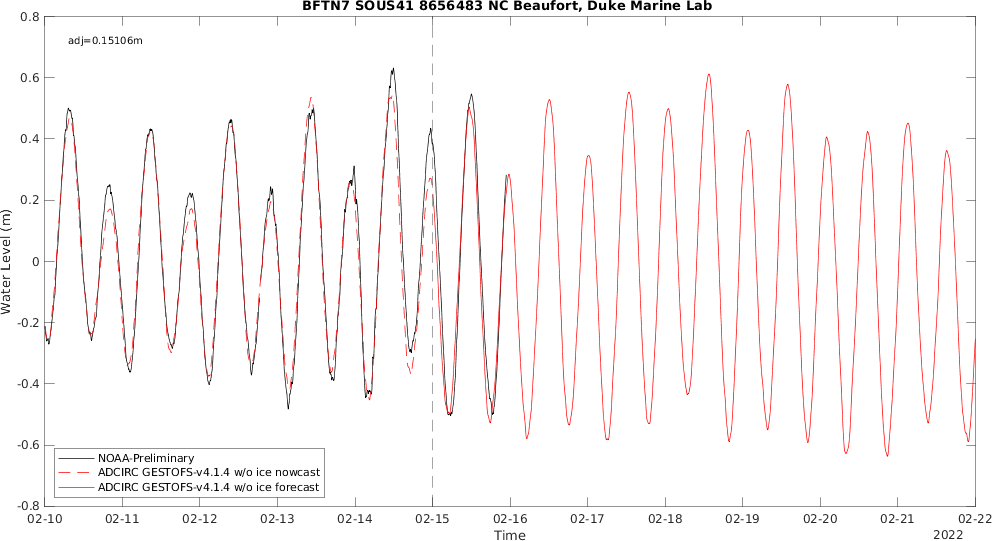 BFTN7 SOUS41 8656483 NC Beaufort, Duke Marine Lab
adj=0.15106m
0.8
0.6
0.4
0.2
0
-0.2
-0.4
-0.6
-0.8
Water Level (m)
NOAA-Preliminary
ADCIRC GESTOFS-v4.1.4 w/o ice nowcast
ADCIRC GESTOFS-v4.1.4 w/o ice forecast
02-10 02-11 02-12 02-13 02-14 02-15 02-16 02-17 02-18 02-19 02-20 02-21 02-22
Time
2022